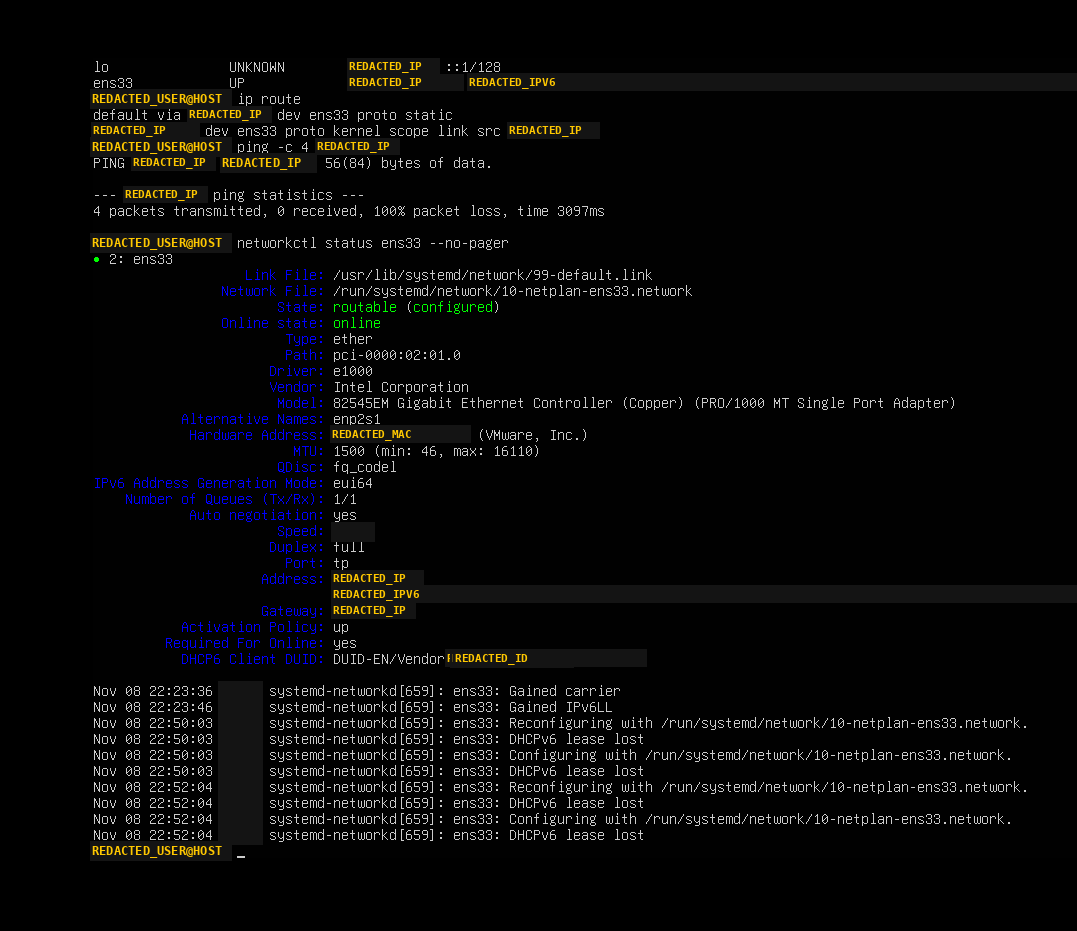 lo UNKNOWN REDACTED_IP ::1/128
ens33 UP REDACTED_IP REDACTED_IPV6
REDACTED_USER@HOST ip route
default via REDACTED_IP dev ens33 proto static
REDACTED_IP dev ens33 proto kernel scope link src REDACTED_IP
REDACTED_USER@HOST ping -c 4 REDACTED_IP
PING REDACTED_IP REDACTED_IP 56(84) bytes of data.
--- REDACTED_IP ping statistics ---
4 packets transmitted, 0 received, 100% packet loss, time 3097ms
REDACTED_USER@HOST networkctl status ens33 --no-pager
● 2: ens33
Link File: /usr/lib/systemd/network/99-default.link
Network File: /run/systemd/network/10-netplan-ens33.network
State: routable (configured)
Online state: online
Type: ether
Path: pci-0000:02:01.0
Driver: e1000
Vendor: Intel Corporation
Model: 82545EM Gigabit Ethernet Controller (Copper) (PRO/1000 MT Single Port Adapter)
Alternative Names: enp2s1
Hardware Address: REDACTED_MAC (VMware, Inc.)
MTU: 1500 (min: 46, max: 16110)
QDisc: fq_codel
IPv6 Address Generation Mode: eui64
Number of Queues (Tx/Rx): 1/1
Auto negotiation: yes
Speed:
Duplex: full
Port: tp
Address: REDACTED_IP
REDACTED_IPV6
Gateway: REDACTED_IP
Activation Policy: up
Required For Online: yes
DHCP6 Client DUID: DUID-EN/Vendor REDACTED_ID
Nov 08 22:23:36 systemd-networkd[659]: ens33: Gained carrier
Nov 08 22:23:46 systemd-networkd[659]: ens33: Gained IPv6LL
Nov 08 22:50:03 systemd-networkd[659]: ens33: Reconfiguring with /run/systemd/network/10-netplan-ens33.network.
Nov 08 22:50:03 systemd-networkd[659]: ens33: DHCPv6 lease lost
Nov 08 22:50:03 systemd-networkd[659]: ens33: Configuring with /run/systemd/network/10-netplan-ens33.network.
Nov 08 22:50:03 systemd-networkd[659]: ens33: DHCPv6 lease lost
Nov 08 22:52:04 systemd-networkd[659]: ens33: Reconfiguring with /run/systemd/network/10-netplan-ens33.network.
Nov 08 22:52:04 systemd-networkd[659]: ens33: DHCPv6 lease lost
Nov 08 22:52:04 systemd-networkd[659]: ens33: Configuring with /run/systemd/network/10-netplan-ens33.network.
Nov 08 22:52:04 systemd-networkd[659]: ens33: DHCPv6 lease lost
REDACTED_USER@HOST _